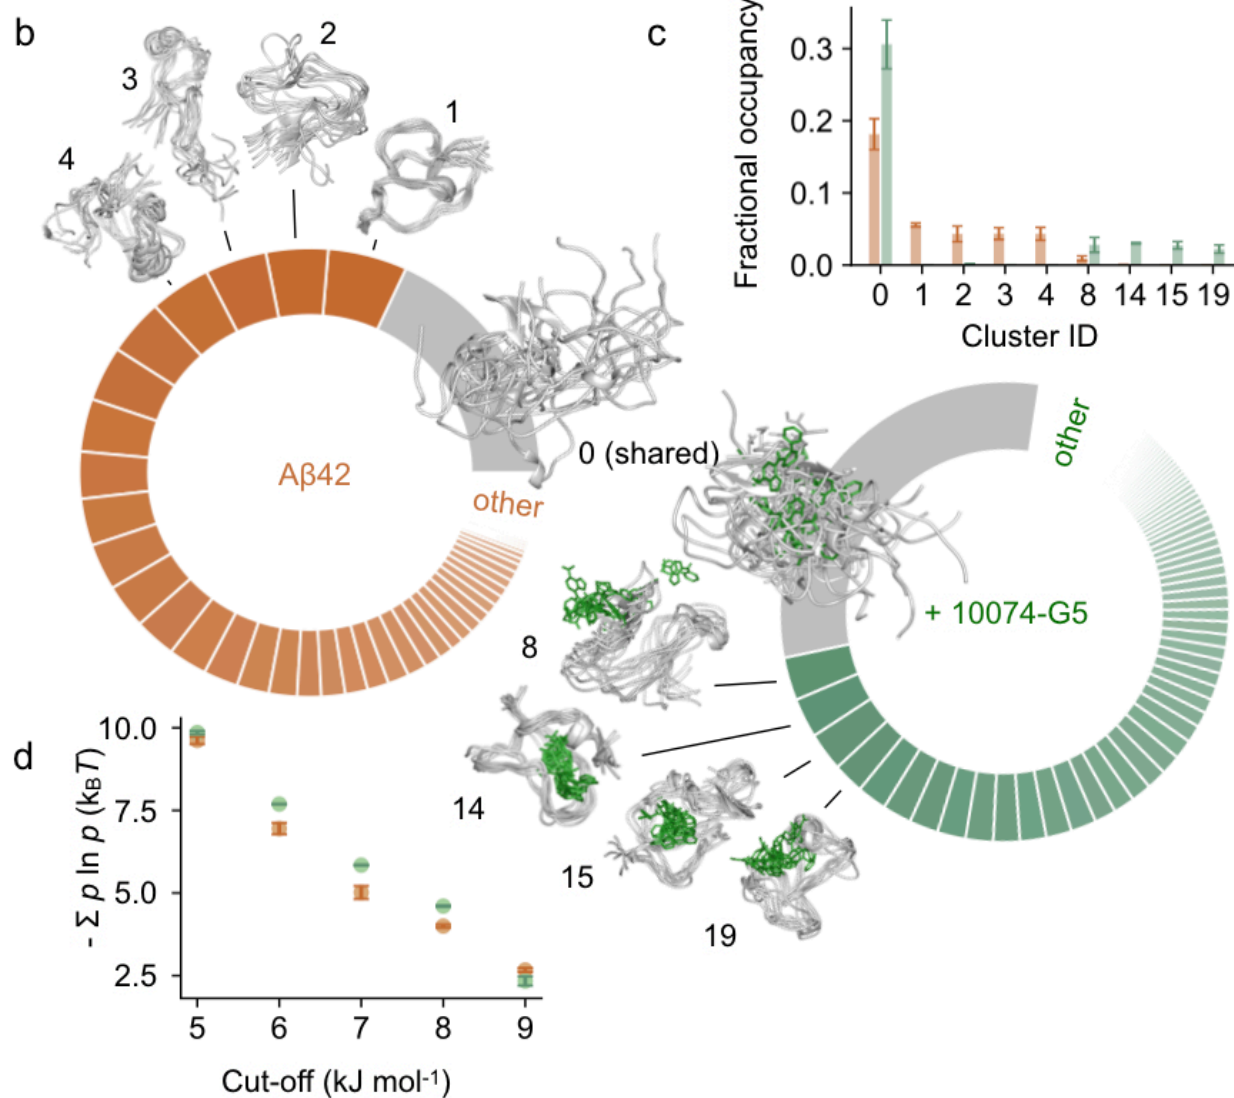 b
2
3
1
4
Aβ42
other
0 (shared)
c
Fractional occupancy
0.3
0.2
0.1
0.0
0 1 2 3 4 8 14 15 19
Cluster ID
other
+ 10074-G5
8
14
15
19
d
- Σ p ln p (kBT)
10.0
7.5
5.0
2.5
5 6 7 8 9
Cut-off (kJ mol-1)